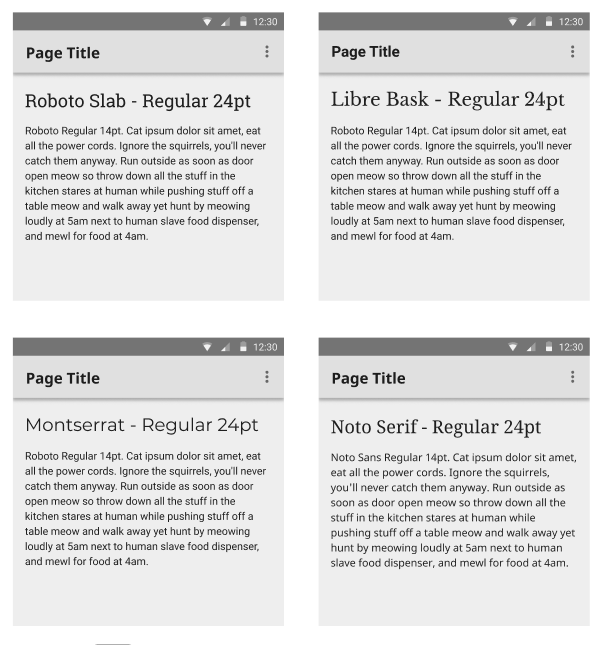 12:30
Page Title
Roboto Slab - Regular 24pt
Roboto Regular 14pt. Cat ipsum dolor sit amet, eat
all the power cords. Ignore the squirrels, you'll never
catch them anyway. Run outside as soon as door
open meow so throw down all the stuff in the
kitchen stares at human while pushing stuff off a
table meow and walk away yet hunt by meowing
loudly at 5am next to human slave food dispenser,
and mewl for food at 4am.
12:30
Page Title
Libre Bask - Regular 24pt
Roboto Regular 14pt. Cat ipsum dolor sit amet, eat
all the power cords. Ignore the squirrels, you'll never
catch them anyway. Run outside as soon as door
open meow so throw down all the stuff in the
kitchen stares at human while pushing stuff off a
table meow and walk away yet hunt by meowing
loudly at 5am next to human slave food dispenser,
and mewl for food at 4am.
12:30
Page Title
Montserrat - Regular 24pt
Roboto Regular 14pt. Cat ipsum dolor sit amet, eat
all the power cords. Ignore the squirrels, you'll never
catch them anyway. Run outside as soon as door
open meow so throw down all the stuff in the
kitchen stares at human while pushing stuff off a
table meow and walk away yet hunt by meowing
loudly at 5am next to human slave food dispenser,
and mewl for food at 4am.
12:30
Page Title
Noto Serif - Regular 24pt
Noto Sans Regular 14pt. Cat ipsum dolor sit amet,
eat all the power cords. Ignore the squirrels,
you'll never catch them anyway. Run outside as
soon as door open meow so throw down all the
stuff in the kitchen stares at human while
pushing stuff off a table meow and walk away yet
hunt by meowing loudly at 5am next to human
slave food dispenser, and mewl for food at 4am.